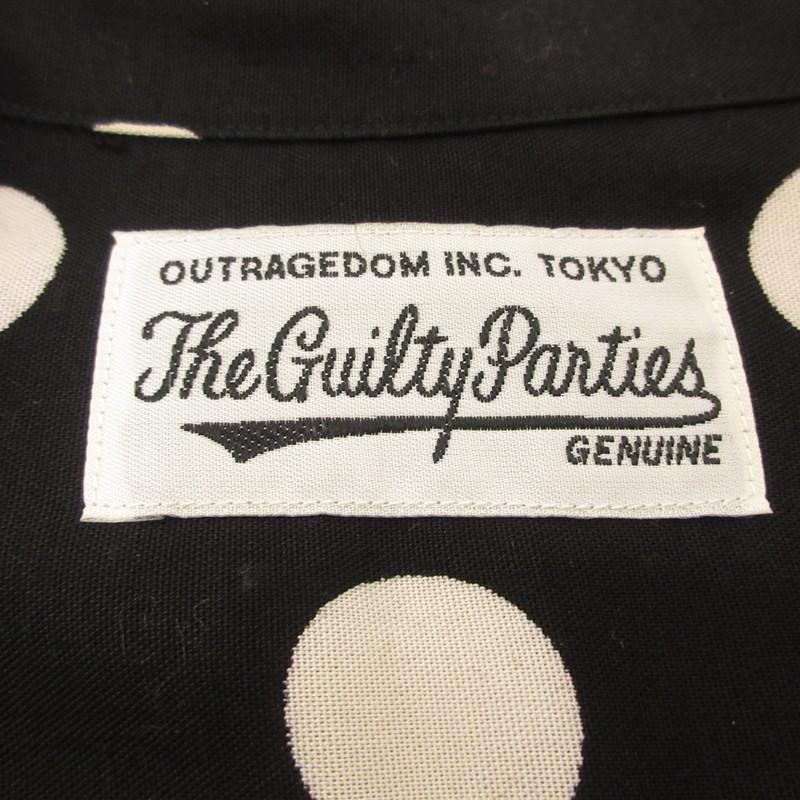 OUTRAGEDOM INC. TOKYO
The Guilty Parties
GENUINE